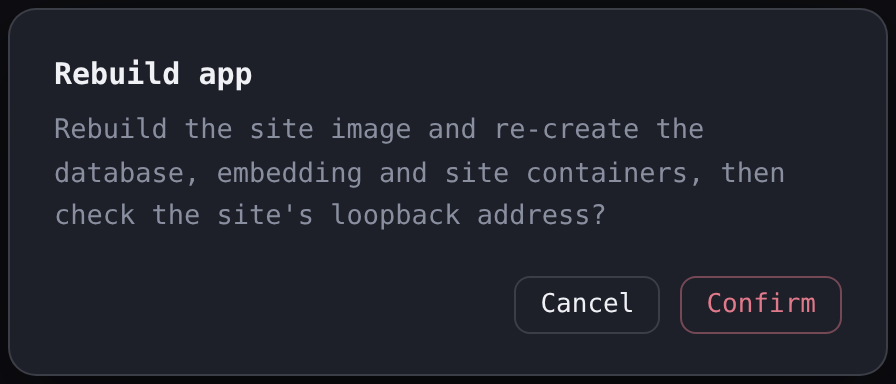 Rebuild app
Rebuild the site image and re-create the
database, embedding and site containers, then
check the site's loopback address?
Cancel Confirm